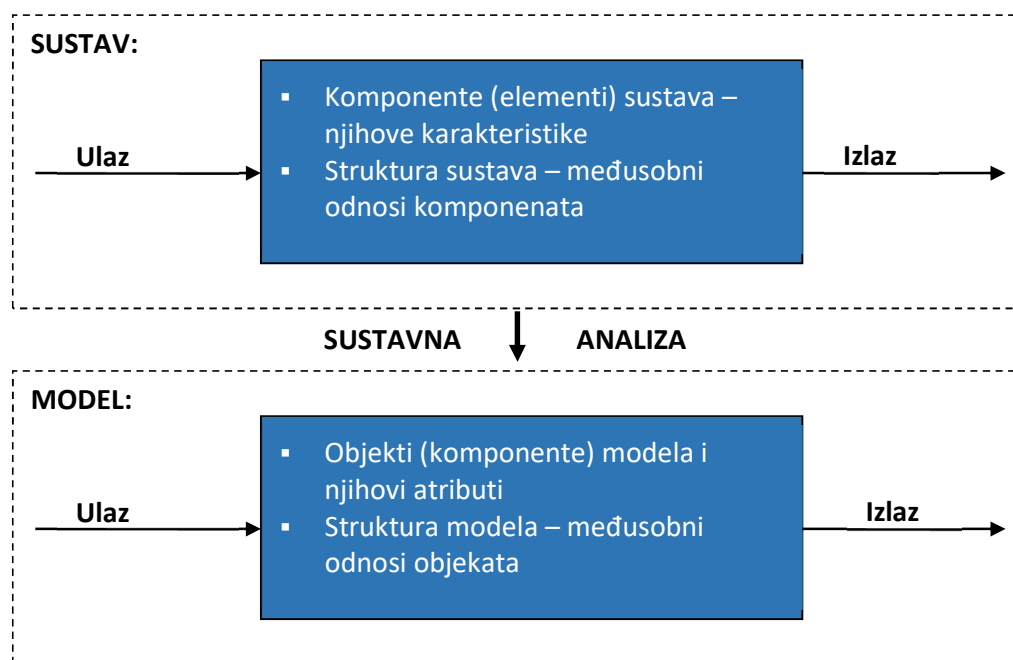 SUSTAV:
▪ Komponente (elementi) sustava –
njihove karakteristike
▪ Struktura sustava – međusobni
odnosi komponenata
Ulaz
Izlaz
SUSTAVNA ANALIZA
MODEL:
▪ Objekti (komponente) modela i
njihovi atributi
▪ Struktura modela – međusobni
odnosi objekata
Ulaz
Izlaz